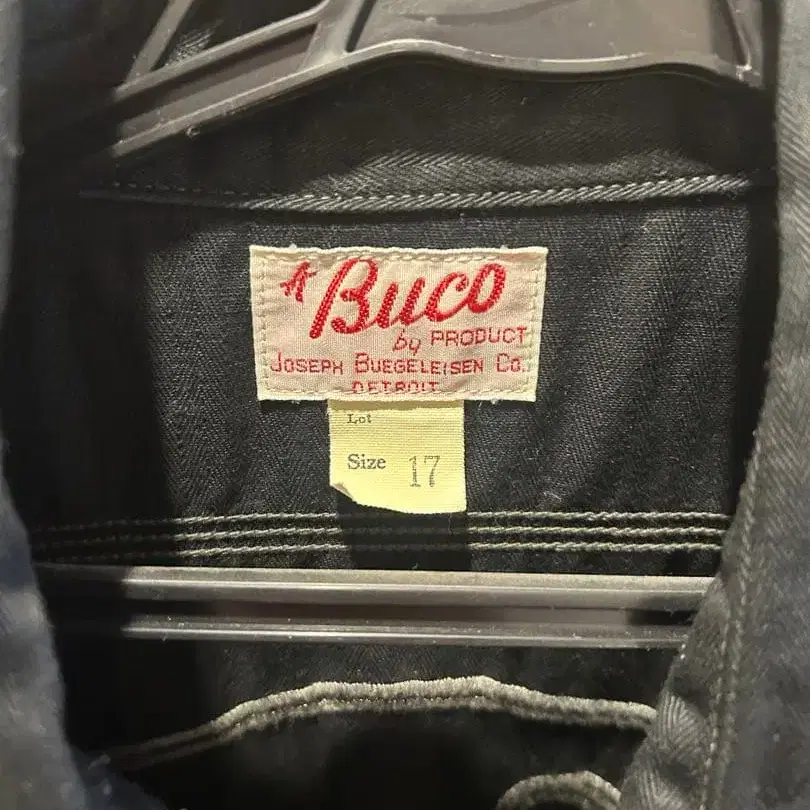 A Buco
by PRODUCT
JOSEPH BUEGELEISEN CO.
DETROIT
Lot
Size 17